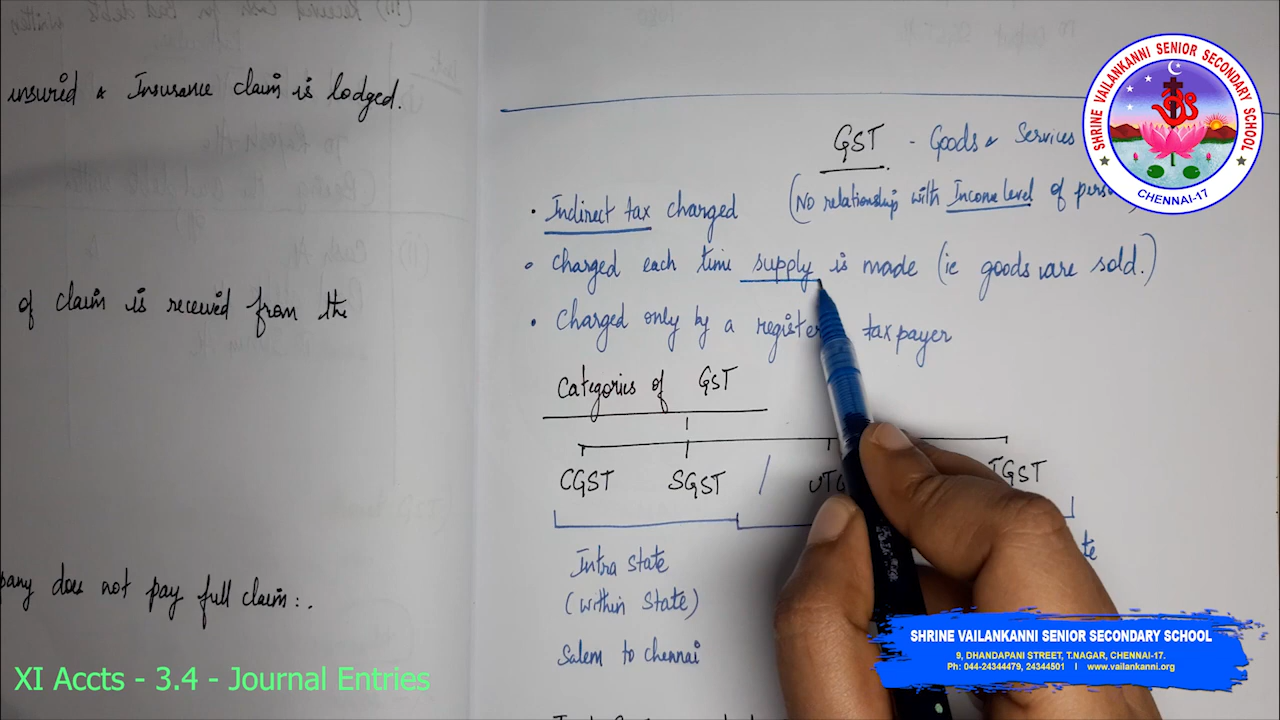 insured & Insurance claim is lodged.
of claim is received from the
pany does not pay full claim:.
GST - Goods & Services
. Indirect tax charged (No relationship with Income level of person
. charged each time supply is made (ie goods are sold.)
. Charged only by a register taxpayer
Categories of GST
CGST SGST / UTG IGST
Intra state
(within State)
Salem to chennai
SHRINE VAILANKANNI SENIOR SECONDARY SCHOOL
CHENNAI-17
SHRINE VAILANKANNI SENIOR SECONDARY SCHOOL
9, DHANDAPANI STREET, T.NAGAR, CHENNAI-17.
Ph: 044-24344479, 24344501 I www.vailankanni.org
XI Accts - 3.4 - Journal Entries